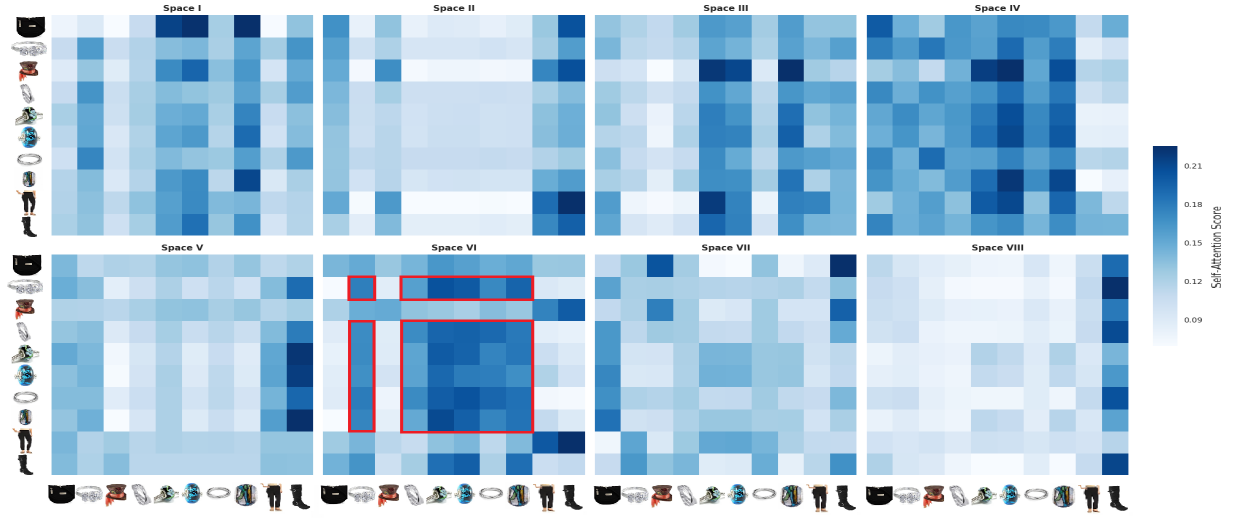 Space I
Space II
Space III
Space IV
Space V
Space VI
Space VII
Space VIII
0.21
0.18
0.15
0.12
0.09
Self-Attention Score